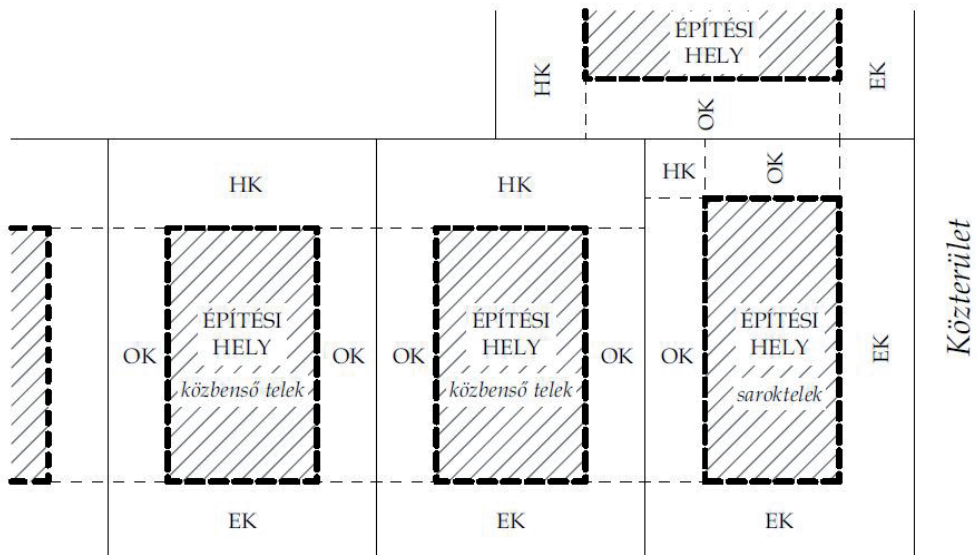 ÉPÍTÉSI
HELY
HK
EK
OK
HK
HK
HK
OK
Közterület
ÉPÍTÉSI
HELY
közbenső telek
OK
OK
ÉPÍTÉSI
HELY
közbenső telek
OK
OK
ÉPÍTÉSI
HELY
saroktelek
OK
EK
EK
EK
EK